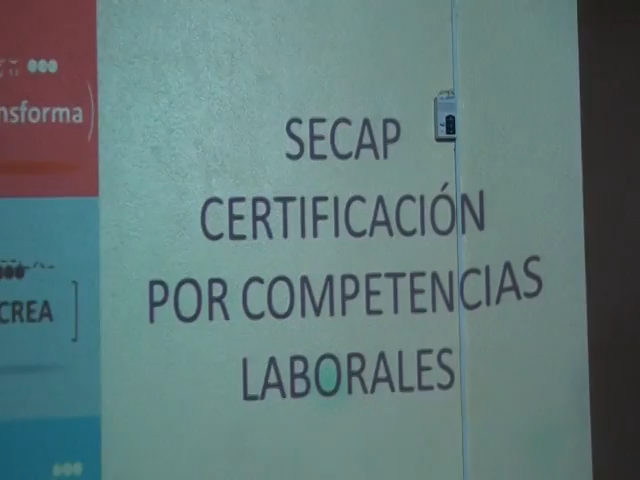 nsforma
CREA
SECAP
CERTIFICACIÓN
POR COMPETENCIAS
LABORALES